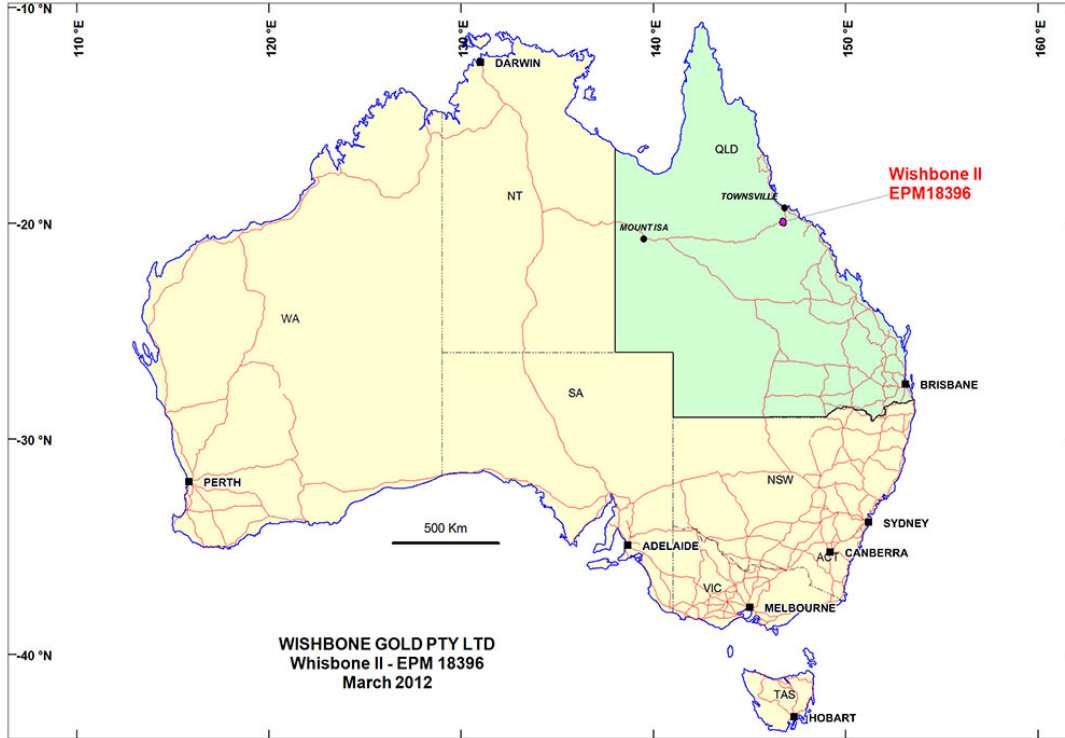 110 °E
120 °E
130 °E
140 °E
150 °E
160 °E
-10 °N
DARWIN
QLD
Wishbone II
EPM18396
NT
TOWNSVILLE
-20 °N
MOUNT ISA
WA
SA
BRISBANE
-30 °N
PERTH
NSW
500 Km
SYDNEY
ADELAIDE
ACT
CANBERRA
VIC
MELBOURNE
WISHBONE GOLD PTY LTD
Whisbone II - EPM 18396
March 2012
-40 °N
TAS
HOBART